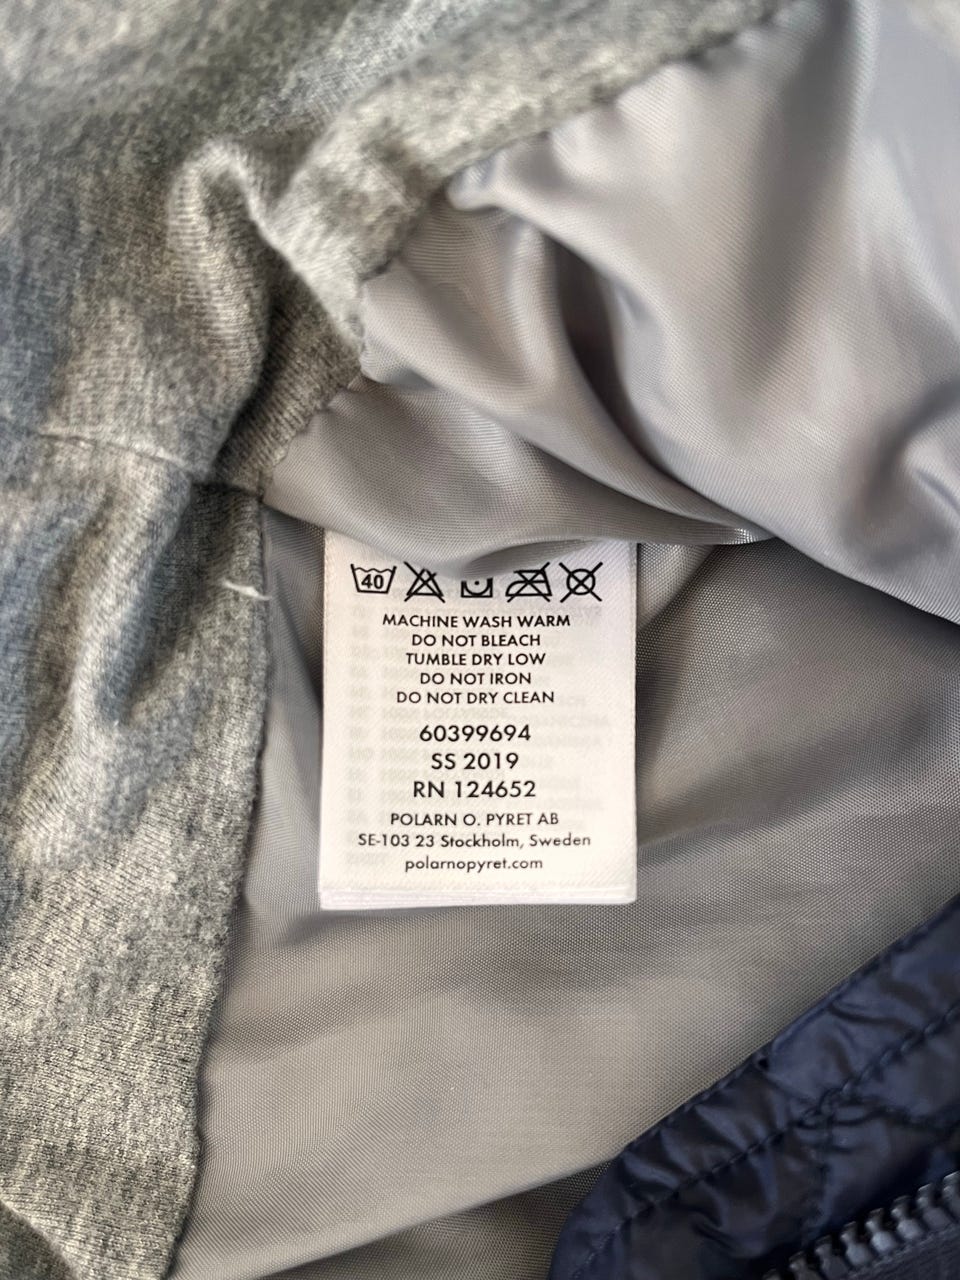 40
MACHINE WASH WARM
DO NOT BLEACH
TUMBLE DRY LOW
DO NOT IRON
DO NOT DRY CLEAN
60399694
SS 2019
RN 124652
POLARN O. PYRET AB
SE-103 23 Stockholm, Sweden
polarnopyret.com